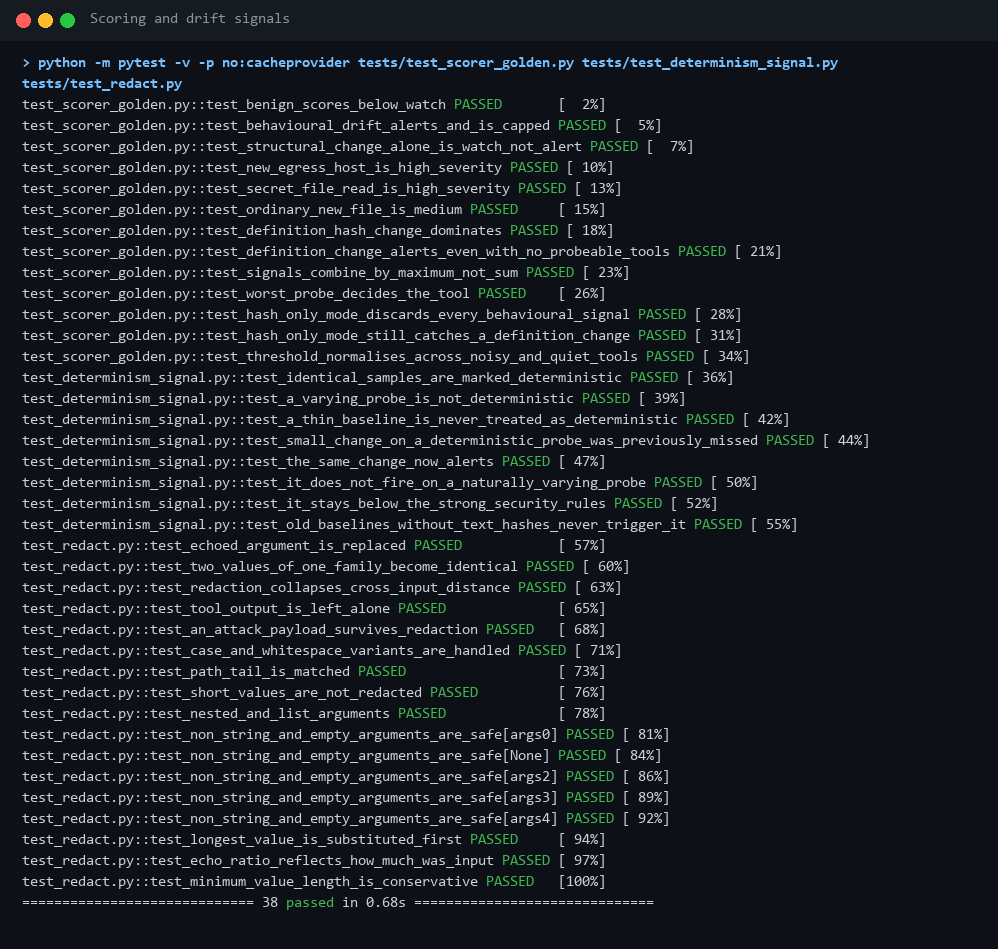 Scoring and drift signals
> python -m pytest -v -p no:cacheprovider tests/test_scorer_golden.py tests/test_determinism_signal.py
tests/test_redact.py
test_scorer_golden.py::test_benign_scores_below_watch PASSED       [  2%]
test_scorer_golden.py::test_behavioural_drift_alerts_and_is_capped PASSED [  5%]
test_scorer_golden.py::test_structural_change_alone_is_watch_not_alert PASSED [  7%]
test_scorer_golden.py::test_new_egress_host_is_high_severity PASSED [ 10%]
test_scorer_golden.py::test_secret_file_read_is_high_severity PASSED [ 13%]
test_scorer_golden.py::test_ordinary_new_file_is_medium PASSED     [ 15%]
test_scorer_golden.py::test_definition_hash_change_dominates PASSED [ 18%]
test_scorer_golden.py::test_definition_change_alerts_even_with_no_probeable_tools PASSED [ 21%]
test_scorer_golden.py::test_signals_combine_by_maximum_not_sum PASSED [ 23%]
test_scorer_golden.py::test_worst_probe_decides_the_tool PASSED    [ 26%]
test_scorer_golden.py::test_hash_only_mode_discards_every_behavioural_signal PASSED [ 28%]
test_scorer_golden.py::test_hash_only_mode_still_catches_a_definition_change PASSED [ 31%]
test_scorer_golden.py::test_threshold_normalises_across_noisy_and_quiet_tools PASSED [ 34%]
test_determinism_signal.py::test_identical_samples_are_marked_deterministic PASSED [ 36%]
test_determinism_signal.py::test_a_varying_probe_is_not_deterministic PASSED [ 39%]
test_determinism_signal.py::test_a_thin_baseline_is_never_treated_as_deterministic PASSED [ 42%]
test_determinism_signal.py::test_small_change_on_a_deterministic_probe_was_previously_missed PASSED [ 44%]
test_determinism_signal.py::test_the_same_change_now_alerts PASSED [ 47%]
test_determinism_signal.py::test_it_does_not_fire_on_a_naturally_varying_probe PASSED [ 50%]
test_determinism_signal.py::test_it_stays_below_the_strong_security_rules PASSED [ 52%]
test_determinism_signal.py::test_old_baselines_without_text_hashes_never_trigger_it PASSED [ 55%]
test_redact.py::test_echoed_argument_is_replaced PASSED            [ 57%]
test_redact.py::test_two_values_of_one_family_become_identical PASSED [ 60%]
test_redact.py::test_redaction_collapses_cross_input_distance PASSED [ 63%]
test_redact.py::test_tool_output_is_left_alone PASSED              [ 65%]
test_redact.py::test_an_attack_payload_survives_redaction PASSED   [ 68%]
test_redact.py::test_case_and_whitespace_variants_are_handled PASSED [ 71%]
test_redact.py::test_path_tail_is_matched PASSED                   [ 73%]
test_redact.py::test_short_values_are_not_redacted PASSED          [ 76%]
test_redact.py::test_nested_and_list_arguments PASSED              [ 78%]
test_redact.py::test_non_string_and_empty_arguments_are_safe[args0] PASSED [ 81%]
test_redact.py::test_non_string_and_empty_arguments_are_safe[None] PASSED [ 84%]
test_redact.py::test_non_string_and_empty_arguments_are_safe[args2] PASSED [ 86%]
test_redact.py::test_non_string_and_empty_arguments_are_safe[args3] PASSED [ 89%]
test_redact.py::test_non_string_and_empty_arguments_are_safe[args4] PASSED [ 92%]
test_redact.py::test_longest_value_is_substituted_first PASSED     [ 94%]
test_redact.py::test_echo_ratio_reflects_how_much_was_input PASSED [ 97%]
test_redact.py::test_minimum_value_length_is_conservative PASSED   [100%]
============================= 38 passed in 0.68s ==============================